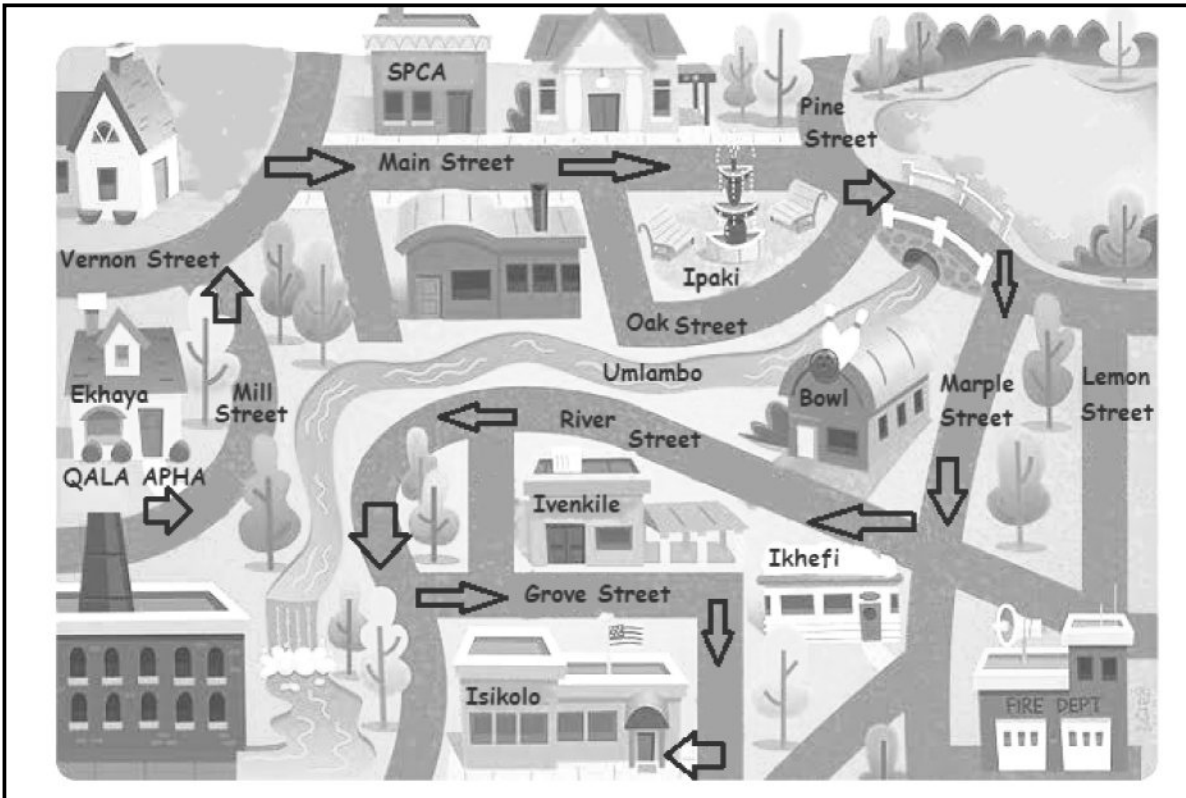 SPCA
Pine
Street
Main Street
Vernon Street
Ipaki
Oak Street
Ekhaya
Mill
Street
Umlambo
Bowl
Marple
Street
Lemon
Street
River
Street
QALA APHA
Ivenkile
Ikhefi
Grove Street
Isikolo
FIRE DEPT